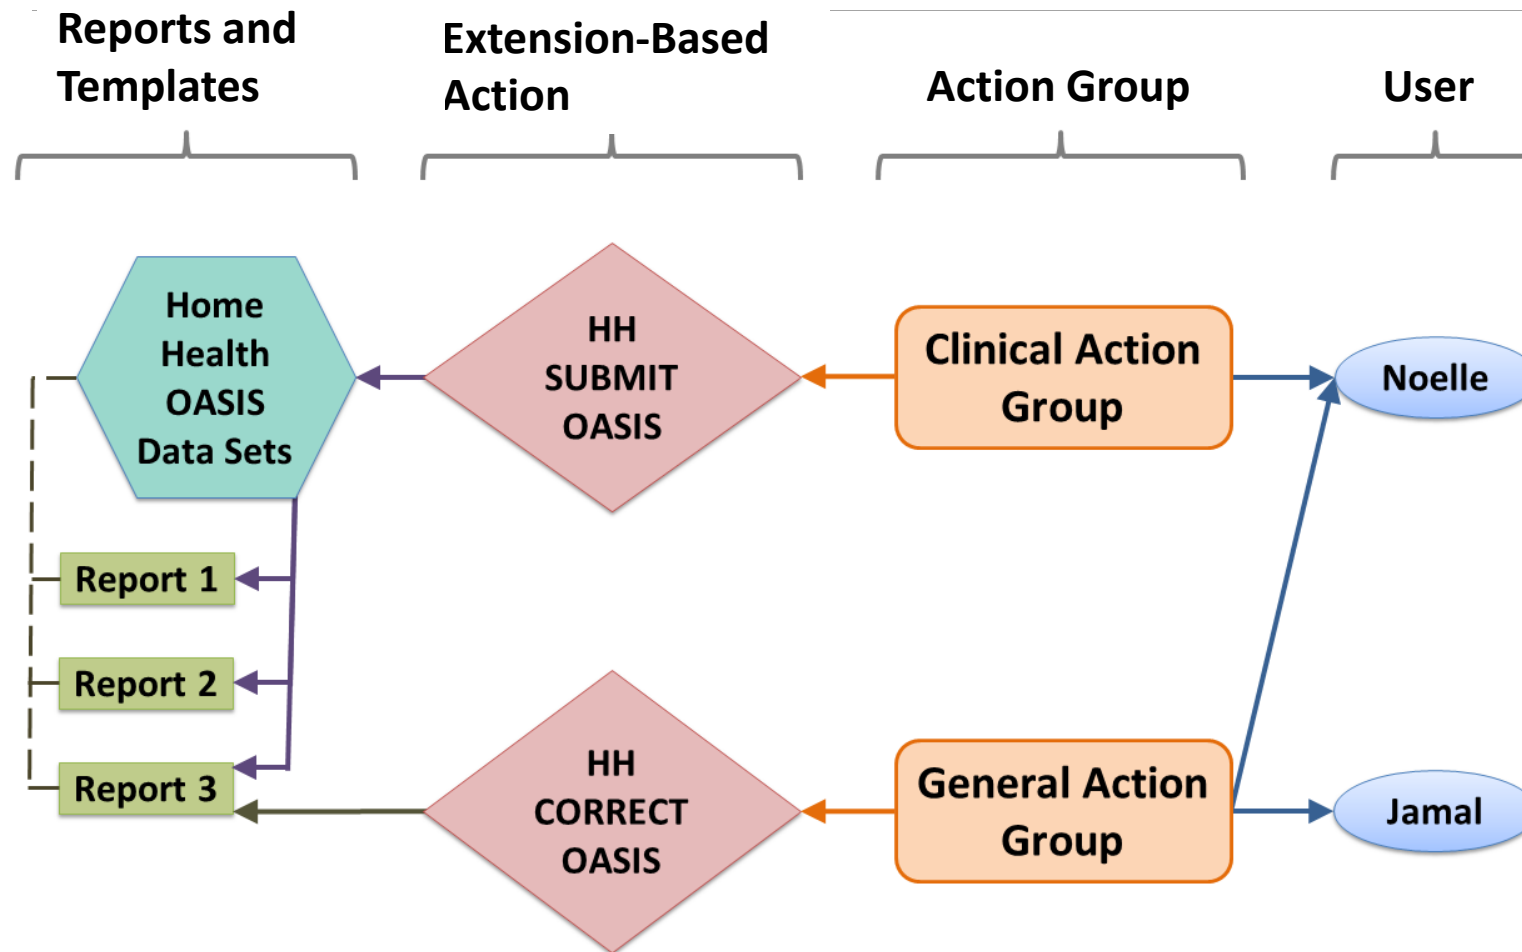 Reports and
Templates
Extension-Based
Action
Action Group
User
Home
Health
OASIS
Data Sets
HH
SUBMIT
OASIS
Clinical Action
Group
Noelle
Report 1
Report 2
Report 3
HH
CORRECT
OASIS
General Action
Group
Jamal